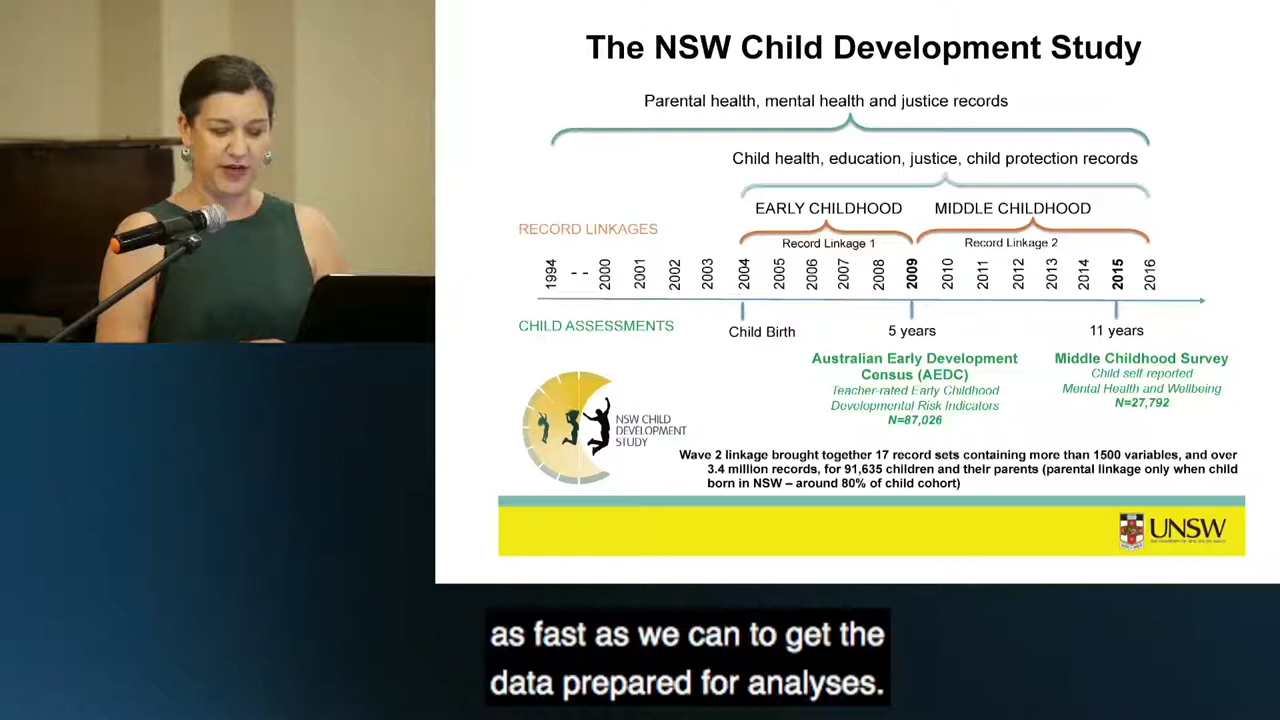 The NSW Child Development Study
Parental health, mental health and justice records
Child health, education, justice, child protection records
EARLY CHILDHOOD
MIDDLE CHILDHOOD
RECORD LINKAGES
Record Linkage 1
Record Linkage 2
1994 - - 2000 2001 2002 2003 2004 2005 2006 2007 2008 2009 2010 2011 2012 2013 2014 2015 2016
CHILD ASSESSMENTS
Child Birth
5 years
11 years
Australian Early Development
Census (AEDC)
Teacher-rated Early Childhood
Developmental Risk Indicators
N=87,026
Middle Childhood Survey
Child self-reported
Mental Health and Wellbeing
N=27,792
NSW CHILD
DEVELOPMENT
STUDY
Wave 2 linkage brought together 17 record sets containing more than 1500 variables, and over
3.4 million records, for 91,635 children and their parents (parental linkage only when child
born in NSW – around 80% of child cohort)
UNSW
as fast as we can to get the
data prepared for analyses.